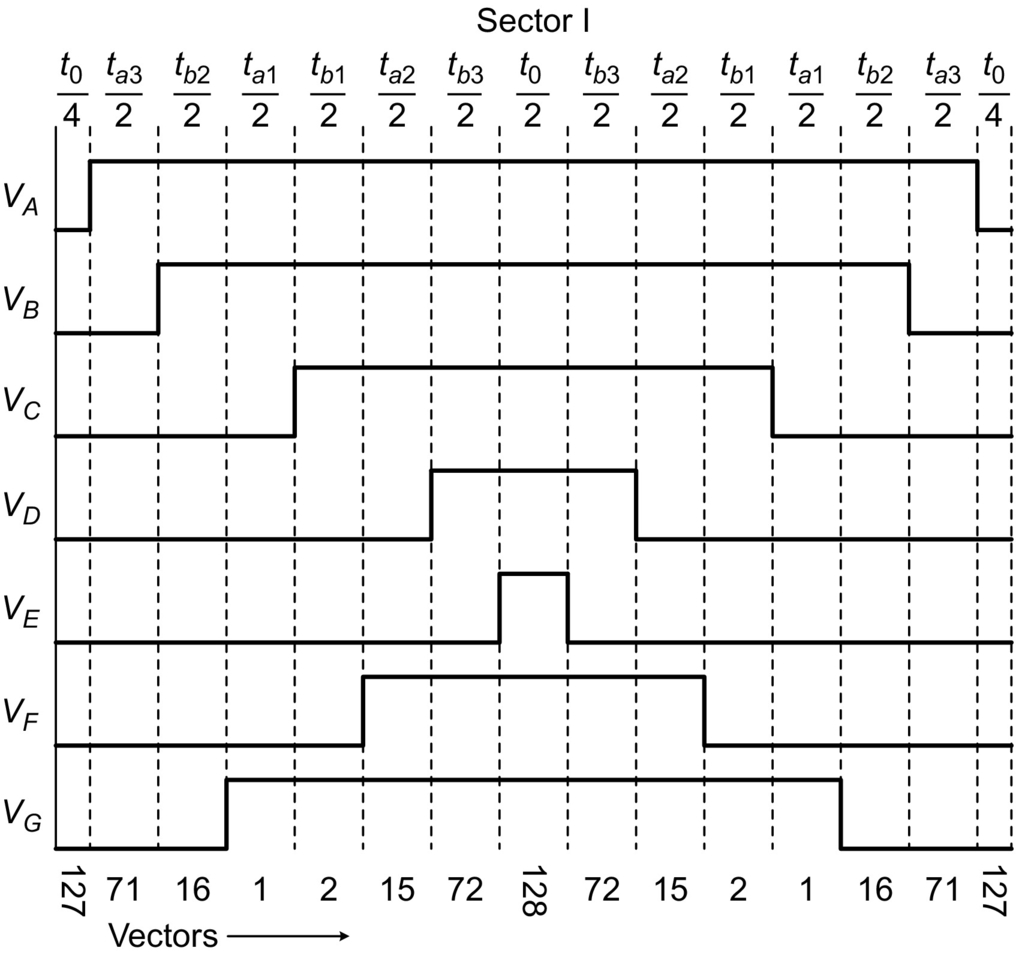 Sector I
t0/4 ta3/2 tb2/2 ta1/2 tb1/2 ta2/2 tb3/2 t0/2 tb3/2 ta2/2 tb1/2 ta1/2 tb2/2 ta3/2 t0/4
VA
VB
VC
VD
VE
VF
VG
127 71 16 1 2 15 72 128 72 15 2 1 16 71 127
Vectors